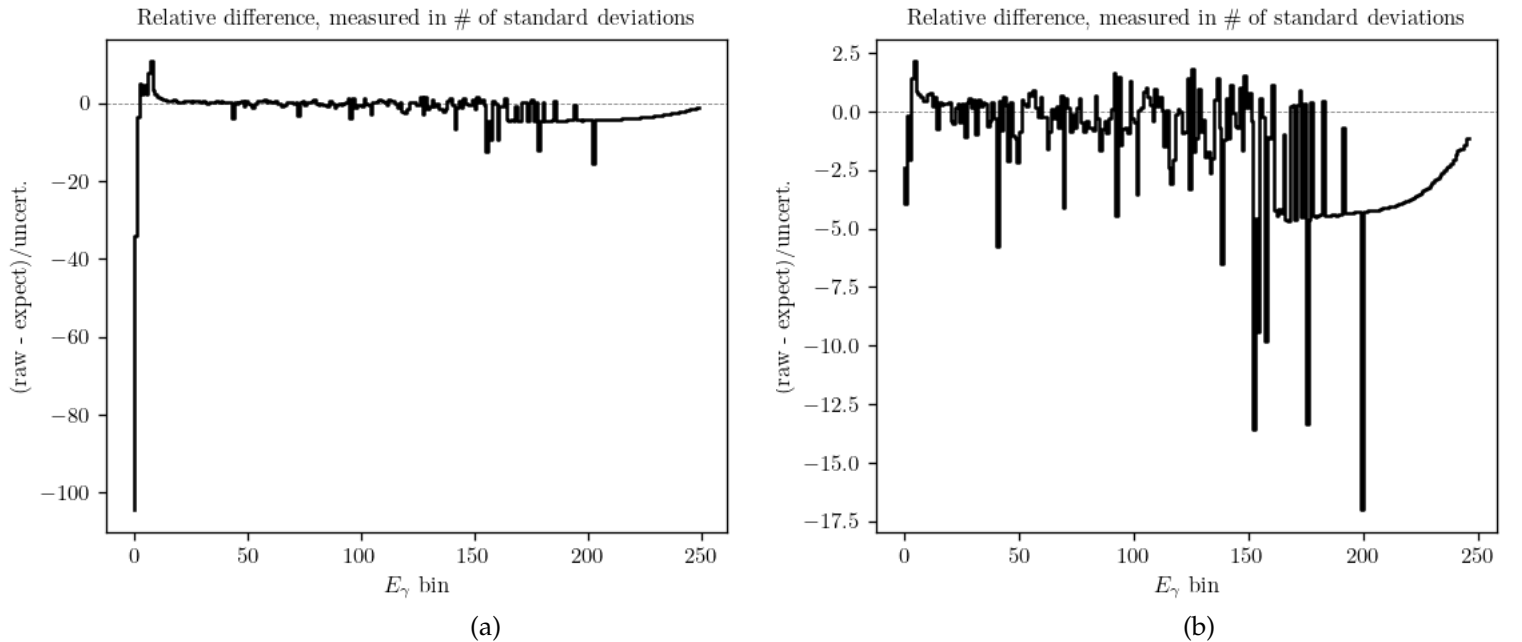 Relative difference, measured in # of standard deviations
(raw - expect)/uncert.
0
−20
−40
−60
−80
−100
0 50 100 150 200 250
E_γ bin
(a)
Relative difference, measured in # of standard deviations
(raw - expect)/uncert.
2.5
0.0
−2.5
−5.0
−7.5
−10.0
−12.5
−15.0
−17.5
0 50 100 150 200 250
E_γ bin
(b)